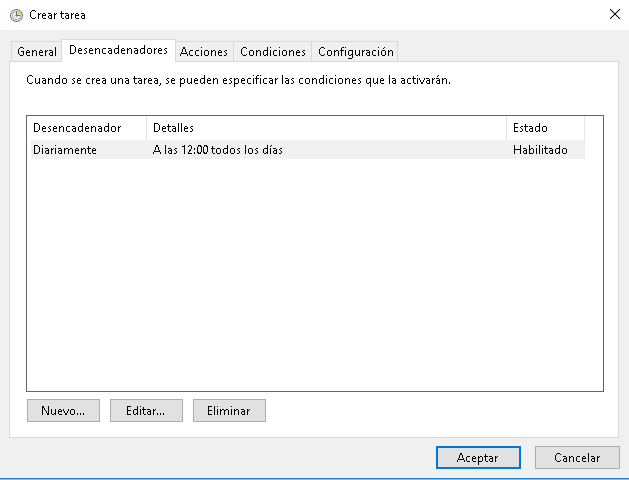 Crear tarea
General Desencadenadores Acciones Condiciones Configuración
Cuando se crea una tarea, se pueden especificar las condiciones que la activarán.
Desencadenador Detalles Estado
Diariamente A las 12:00 todos los días Habilitado
Nuevo... Editar... Eliminar
Aceptar Cancelar